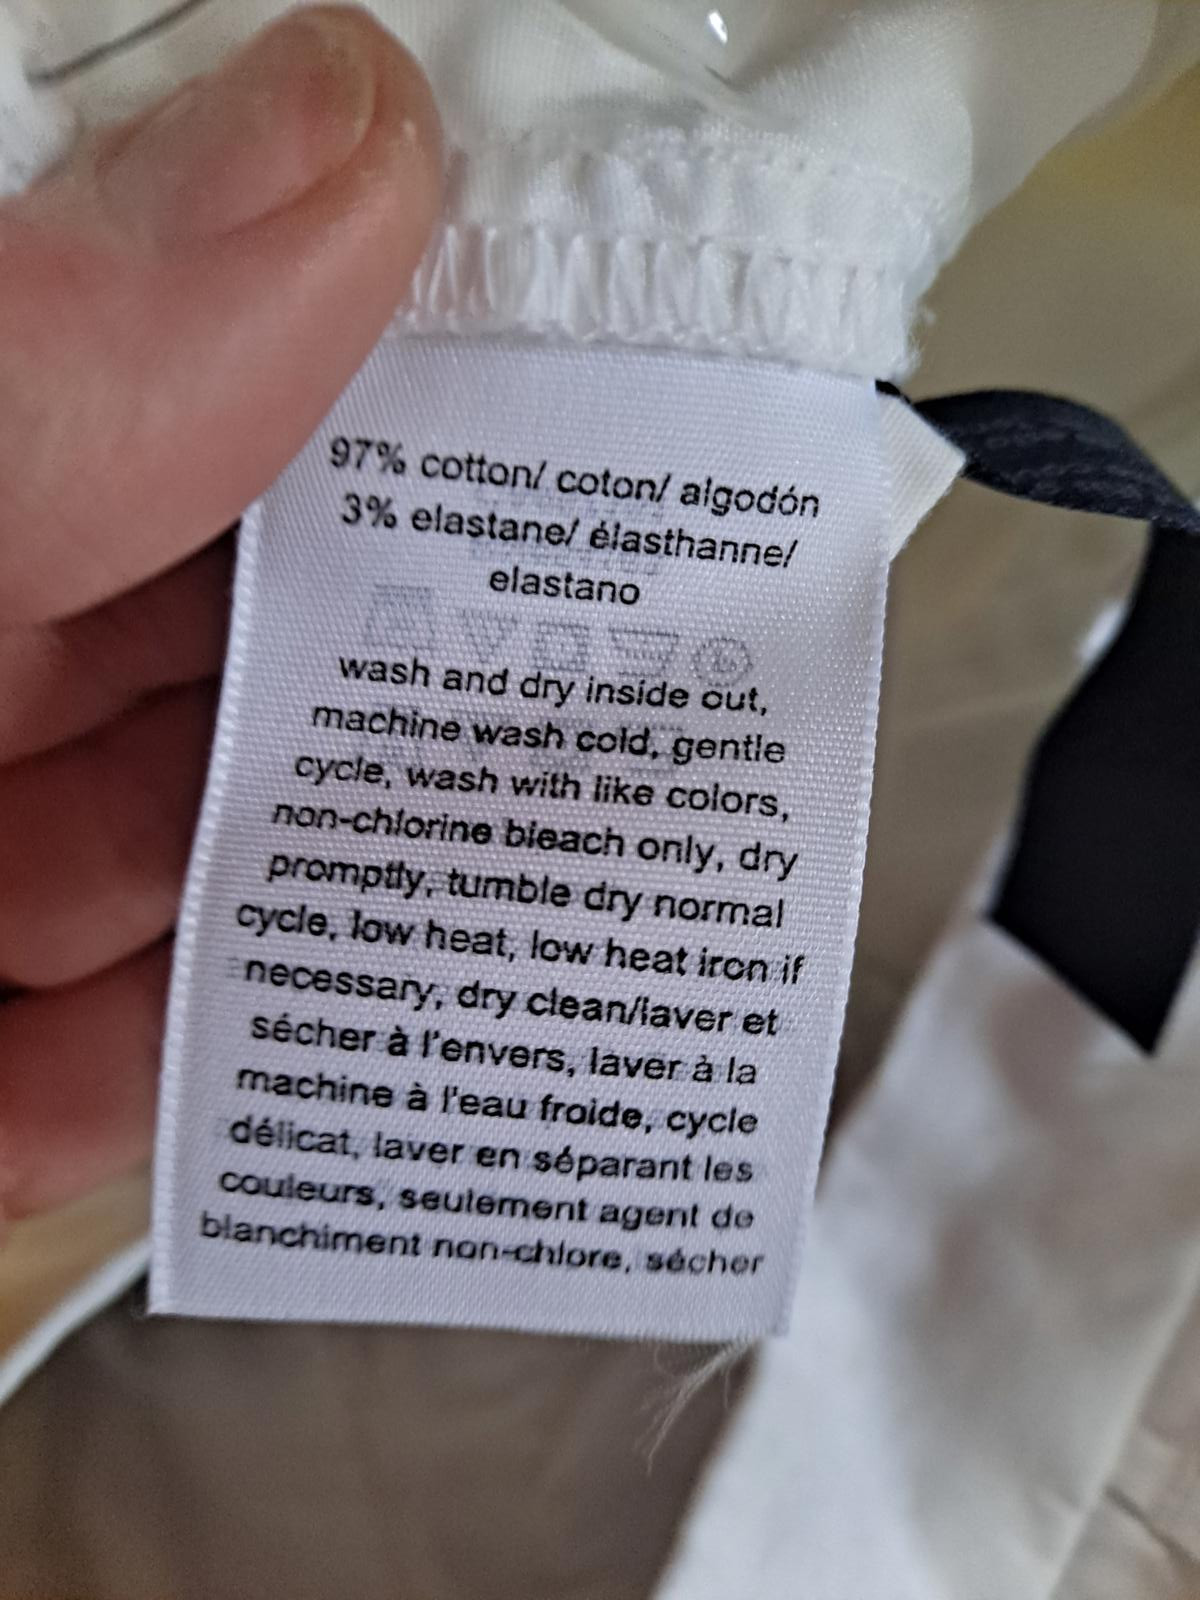 97% cotton/ coton/ algodón
3% elastane/ élasthanne/
elastano
wash and dry inside out,
machine wash cold, gentle
cycle, wash with like colors,
non-chlorine bleach only, dry
promptly, tumble dry normal
cycle, low heat, low heat iron if
necessary, dry clean/laver et
sécher à l'envers, laver à la
machine à l'eau froide, cycle
délicat, laver en séparant les
couleurs, seulement agent de
blanchiment non-chlore, sécher